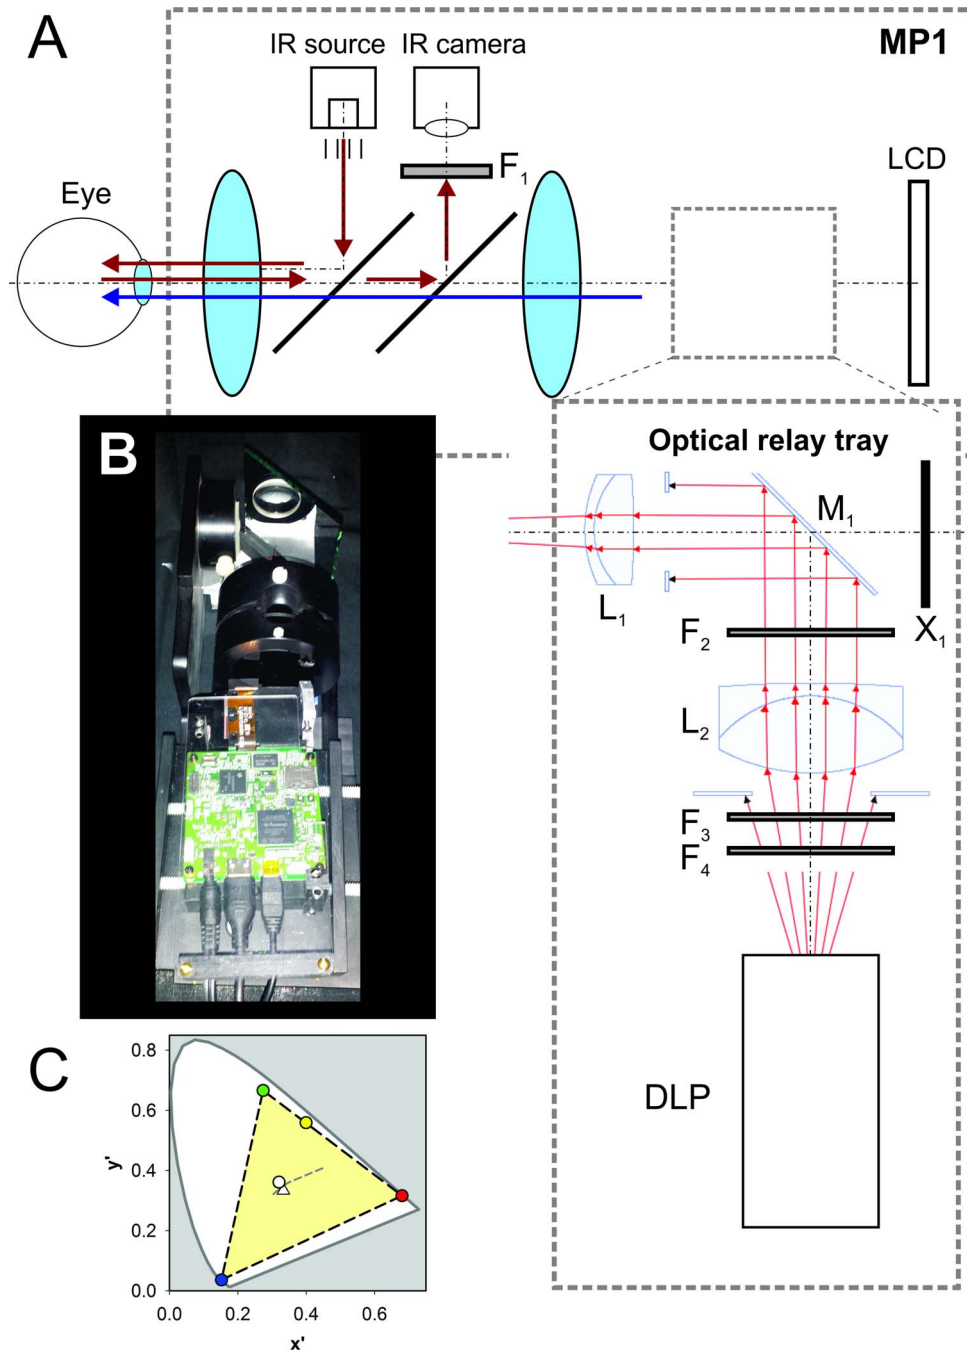 A
MP1
IR source
IR camera
F1
LCD
Eye
B
Optical relay tray
M1
L1
X1
F2
L2
F3
F4
DLP
C
0.8
0.6
0.4
0.2
0.0
y'
0.0
0.2
0.4
0.6
x'